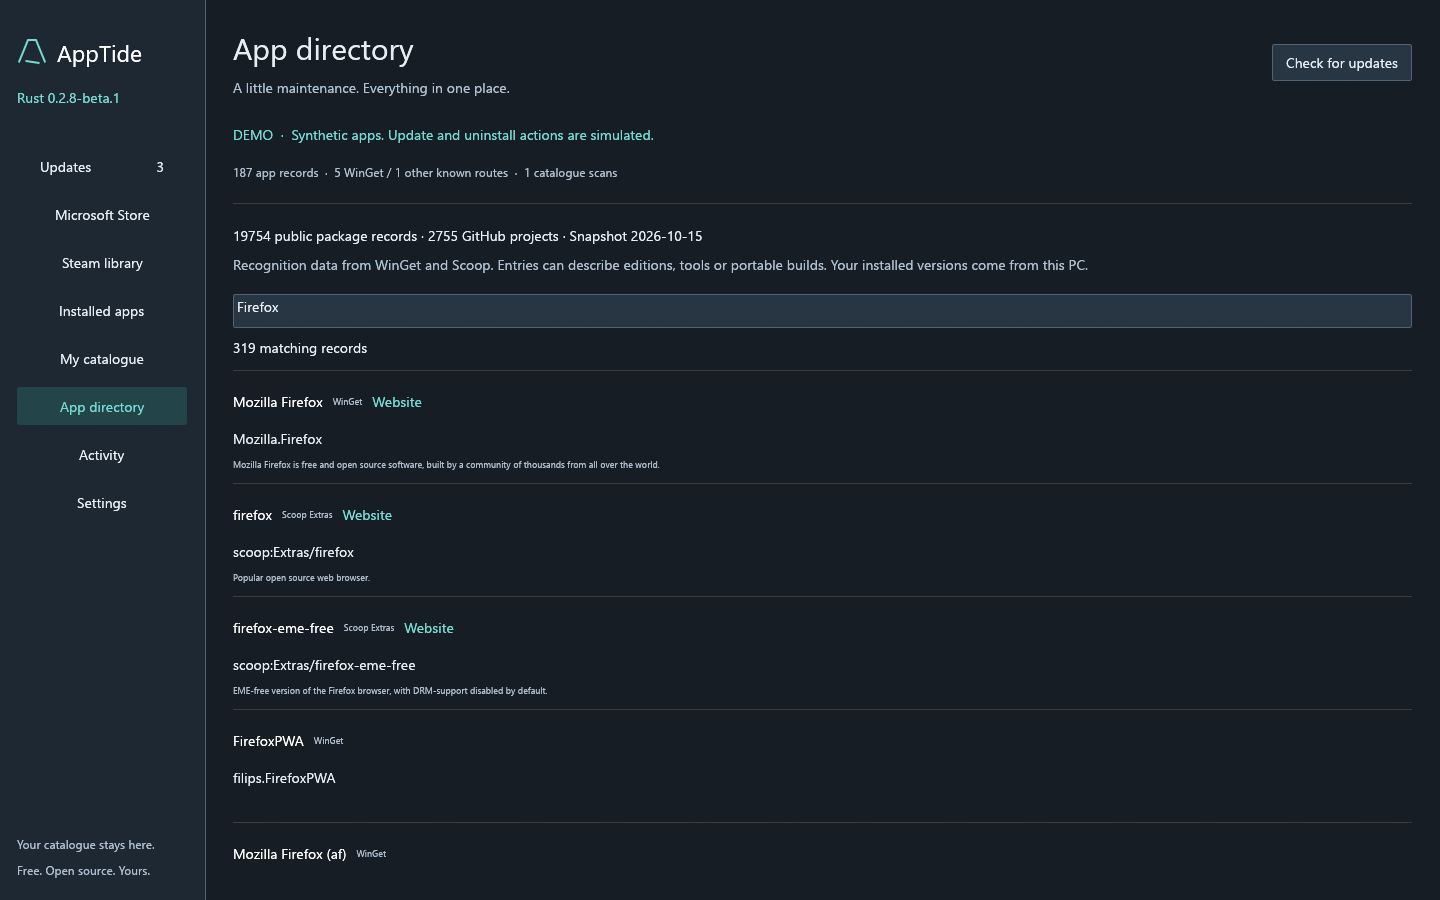 AppTide
Rust 0.2.8-beta.1
Updates 3
Microsoft Store
Steam library
Installed apps
My catalogue
App directory
Activity
Settings
Your catalogue stays here.
Free. Open source. Yours.
App directory
Check for updates
A little maintenance. Everything in one place.
DEMO · Synthetic apps. Update and uninstall actions are simulated.
187 app records · 5 WinGet / 1 other known routes · 1 catalogue scans
19754 public package records · 2755 GitHub projects · Snapshot 2026-10-15
Recognition data from WinGet and Scoop. Entries can describe editions, tools or portable builds. Your installed versions come from this PC.
Firefox
319 matching records
Mozilla Firefox WinGet Website
Mozilla.Firefox
Mozilla Firefox is free and open source software, built by a community of thousands from all over the world.
firefox Scoop Extras Website
scoop:Extras/firefox
Popular open source web browser.
firefox-eme-free Scoop Extras Website
scoop:Extras/firefox-eme-free
EME-free version of the Firefox browser, with DRM-support disabled by default.
FirefoxPWA WinGet
filips.FirefoxPWA
Mozilla Firefox (af) WinGet